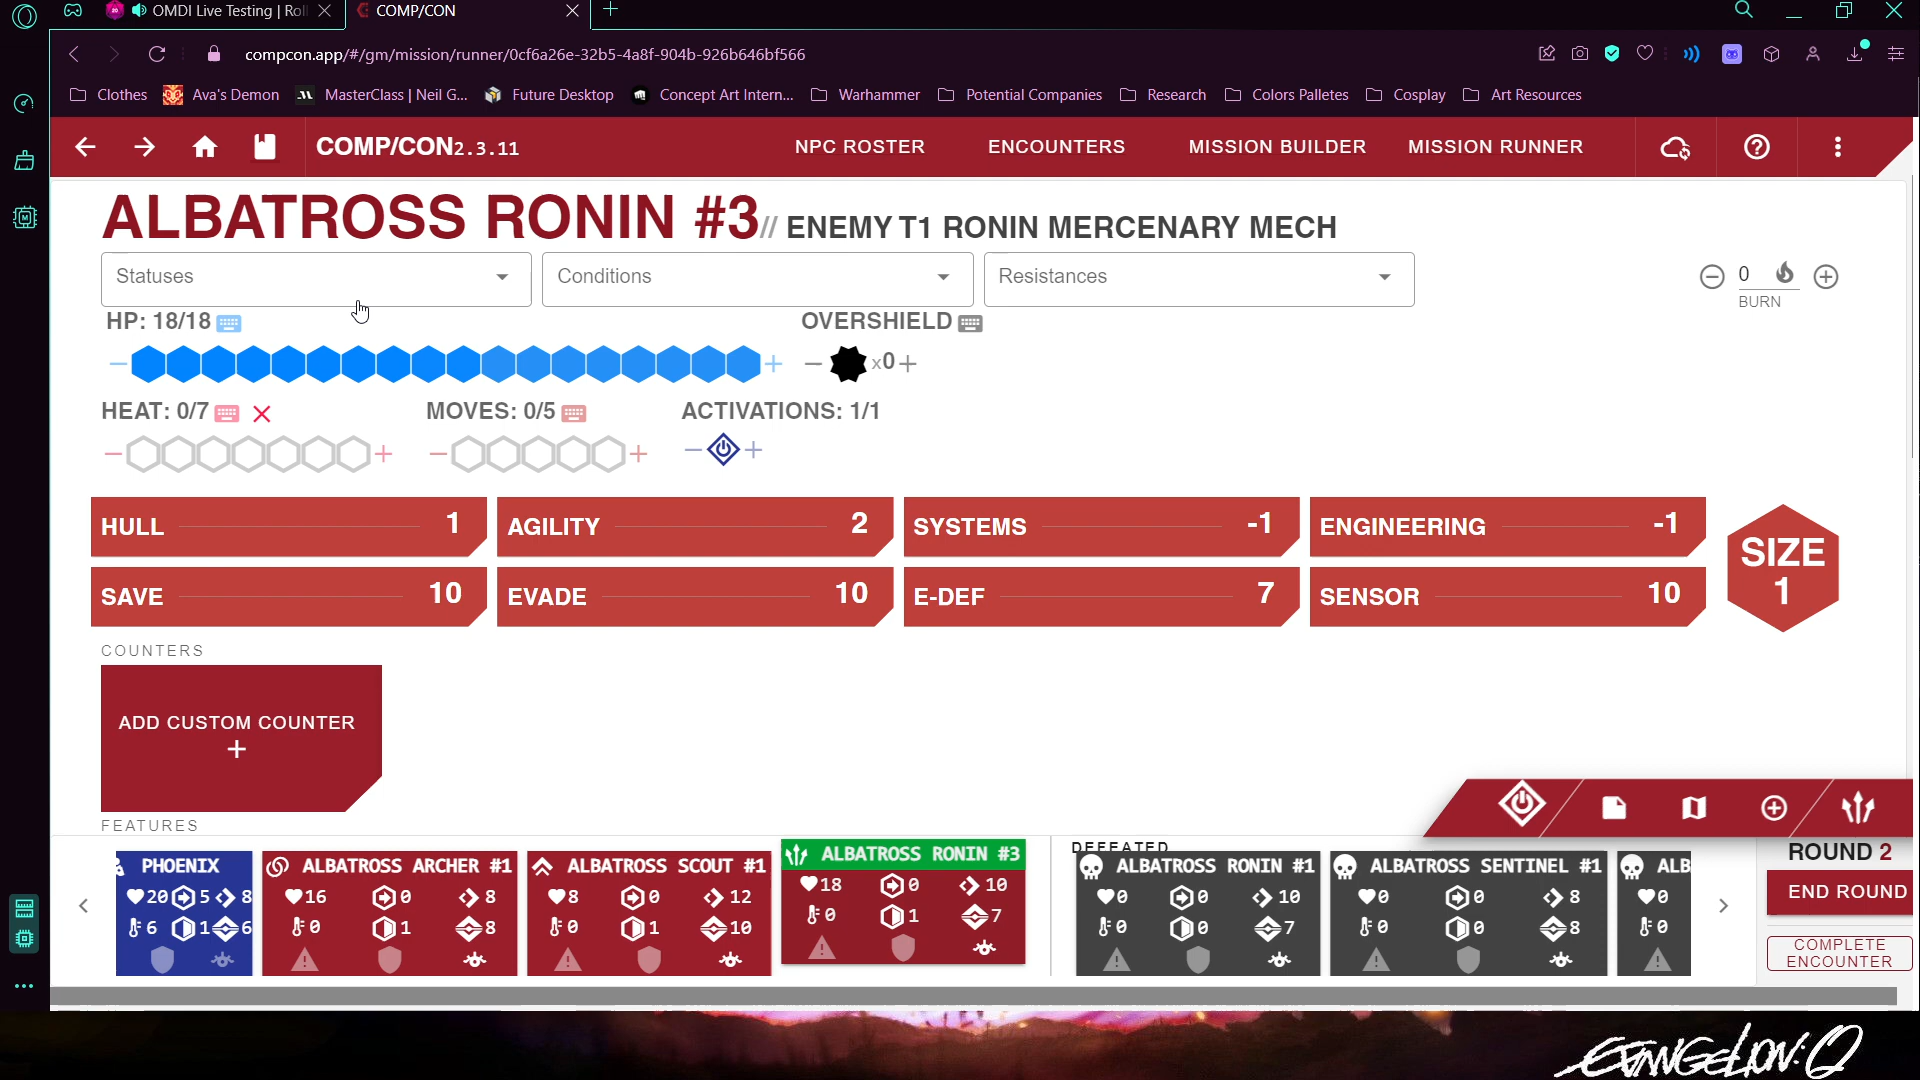 OMDI Live Testing | Roll
COMP/CON
compcon.app/#/gm/mission/runner/0cf6a26e-32b5-4a8f-904b-926b646bf566
Clothes Ava's Demon MasterClass | Neil G... Future Desktop Concept Art Intern... Warhammer Potential Companies Research Colors Palletes Cosplay Art Resources
COMP/CON 2.3.11 NPC ROSTER ENCOUNTERS MISSION BUILDER MISSION RUNNER
ALBATROSS RONIN #3 // ENEMY T1 RONIN MERCENARY MECH
Statuses Conditions Resistances 0
BURN
HP: 18/18 OVERSHIELD
x0
HEAT: 0/7 MOVES: 0/5 ACTIVATIONS: 1/1
HULL 1 AGILITY 2 SYSTEMS -1 ENGINEERING -1
SIZE
1
SAVE 10 EVADE 10 E-DEF 7 SENSOR 10
COUNTERS
ADD CUSTOM COUNTER
+
FEATURES
PHOENIX
20 5 8
6 1 6
ALBATROSS ARCHER #1
16 0 8
0 1 8
ALBATROSS SCOUT #1
8 0 12
0 1 10
ALBATROSS RONIN #3
18 0 10
0 1 7
DEFEATED
ALBATROSS RONIN #1
0 0 10
0 0 7
ALBATROSS SENTINEL #1
0 0 8
0 0 8
ALB
0
0
ROUND 2
END ROUND
COMPLETE
ENCOUNTER
EVANGELION:Q